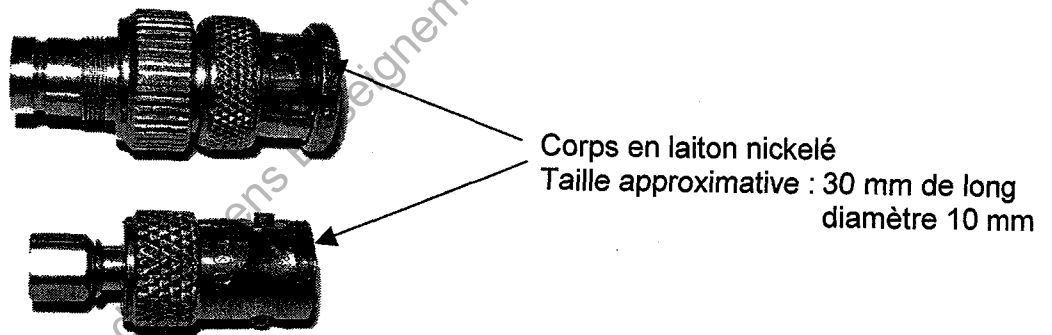 Corps en laiton nickelé
Taille approximative : 30 mm de long
diamètre 10 mm